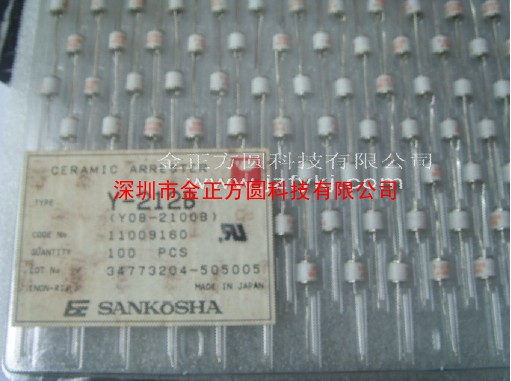 CERAMIC ARRESTER
金正方圆科技有限公司
深圳市金正方圆科技有限公司
TYPE Y-212B
(Y08-2100B)
CODE No. 11009160
QUANTITY 100 PCS
LOT No 34773204-505005
MADE IN JAPAN
SANKOSHA